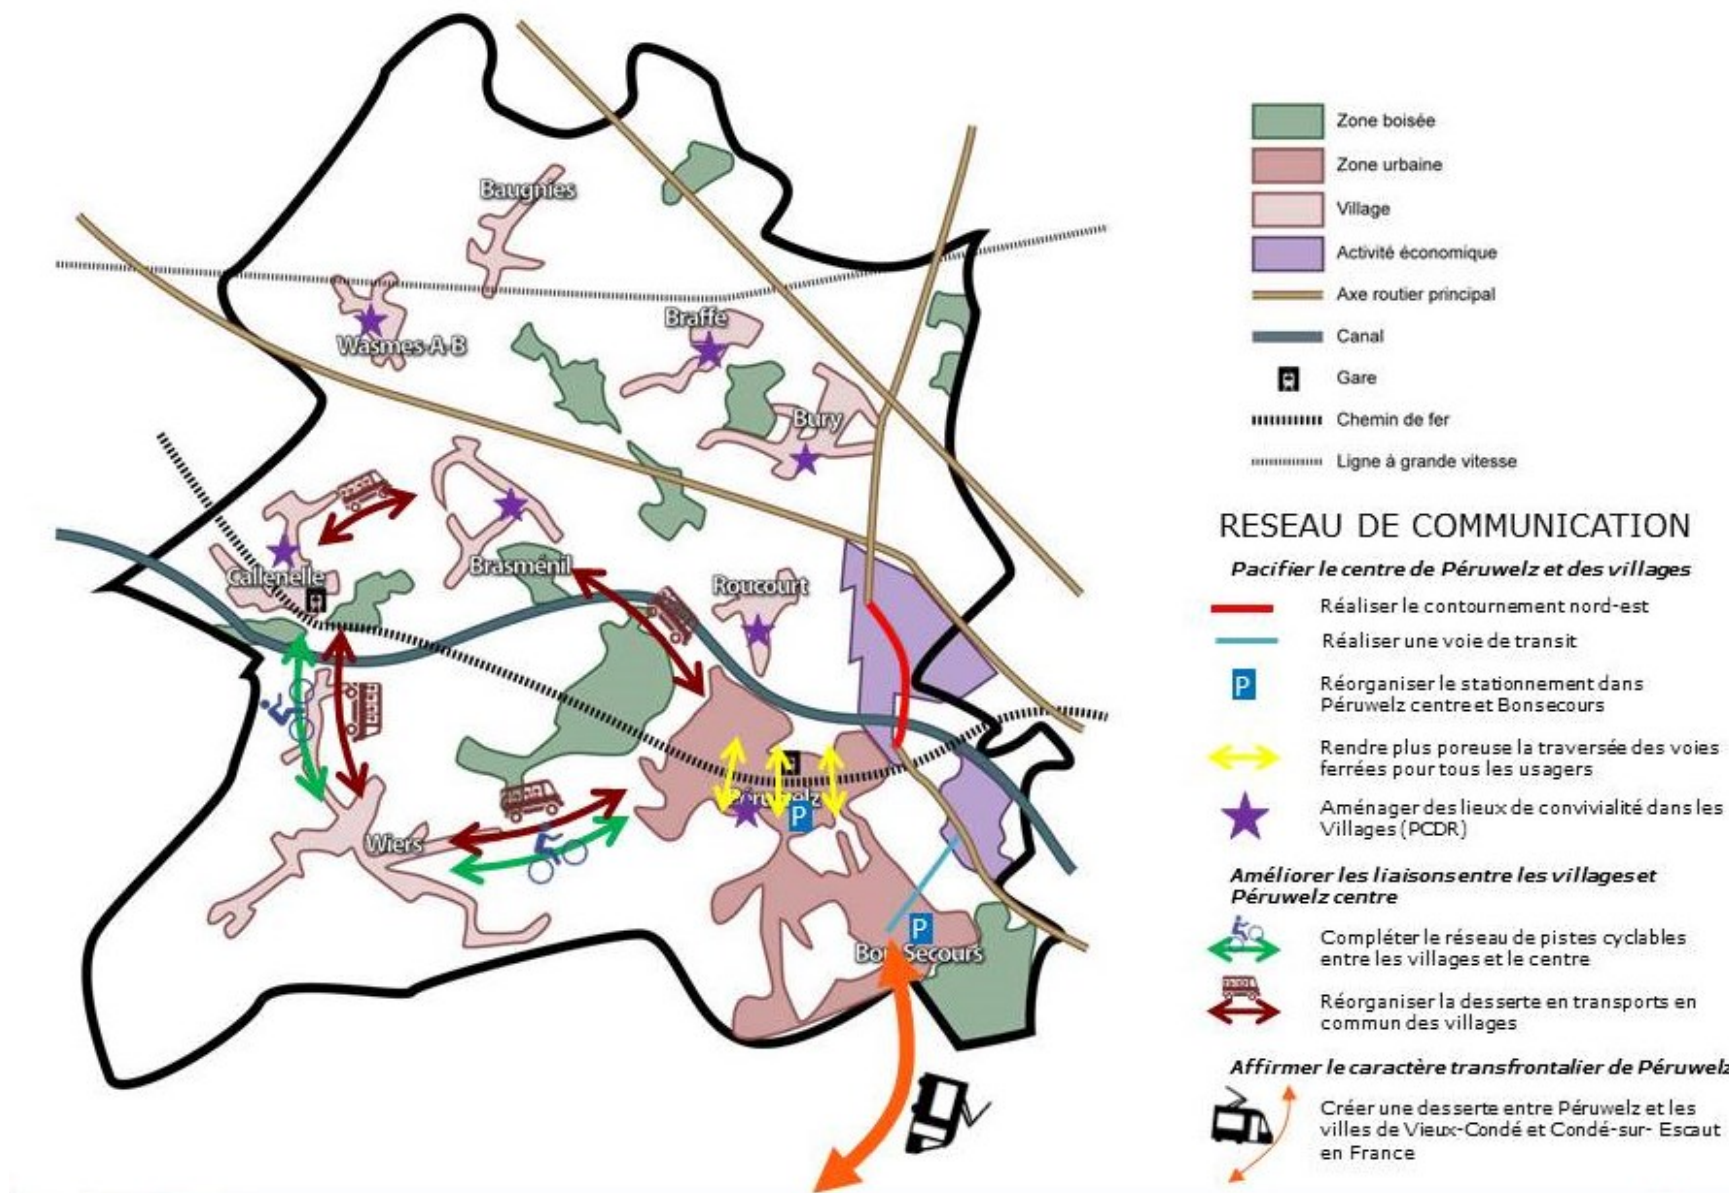 Baugnies
Wasmes-A-B
Braffe
Bury
Callenelle
Brasménil
Roucourt
Péruwelz
P
Wiers
P
Bon-Secours
Zone boisée
Zone urbaine
Village
Activité économique
Axe routier principal
Canal
Gare
Chemin de fer
Ligne à grande vitesse
RESEAU DE COMMUNICATION
Pacifier le centre de Péruwelz et des villages
Réaliser le contournement nord-est
Réaliser une voie de transit
P
Réorganiser le stationnement dans
Péruwelz centre et Bonsecours
Rendre plus poreuse la traversée des voies
ferrées pour tous les usagers
Aménager des lieux de convivialité dans les
Villages (PCDR)
Améliorer les liaisons entre les villages et
Péruwelz centre
Compléter le réseau de pistes cyclables
entre les villages et le centre
Réorganiser la desserte en transports en
commun des villages
Affirmer le caractère transfrontalier de Péruwelz
Créer une desserte entre Péruwelz et les
villes de Vieux-Condé et Condé-sur- Escaut
en France